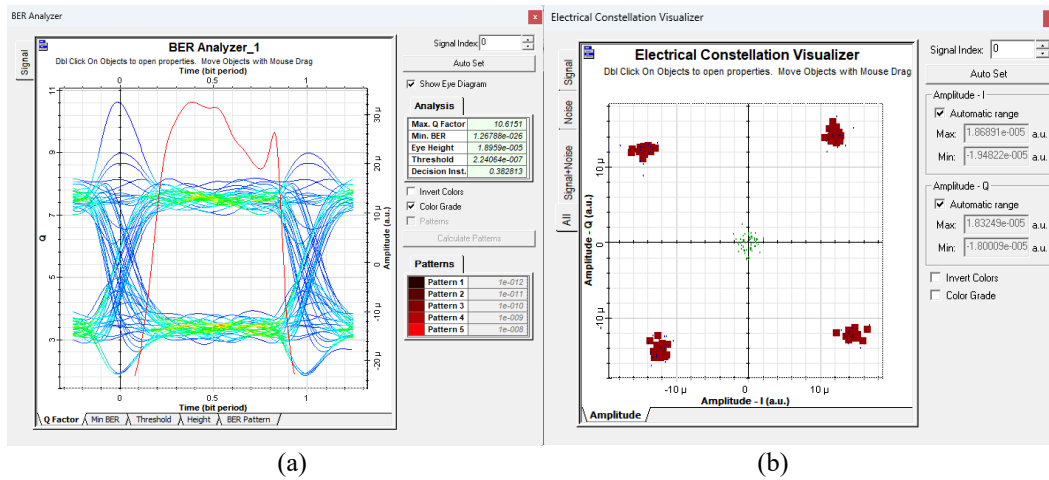 BER Analyzer
x
Signal
BER Analyzer_1
Dbl Click On Objects to open properties. Move Objects with Mouse Drag
Time (bit period)
0 0.5 1
11
9
7
5
3
Q
30 μ
20 μ
10 μ
0
-10 μ
-20 μ
Amplitude (a.u.)
0 0.5 1
Time (bit period)
Q Factor Min BER Threshold Height BER Pattern
Signal Index: 0
Auto Set
Show Eye Diagram
Analysis
Max. Q Factor 10.6151
Min. BER 1.26788e-026
Eye Height 1.8959e-005
Threshold 2.24064e-007
Decision Inst. 0.382813
Invert Colors
Color Grade
Patterns
Calculate Patterns
Patterns
Pattern 1 1e-012
Pattern 2 1e-011
Pattern 3 1e-010
Pattern 4 1e-009
Pattern 5 1e-008
(a)
Electrical Constellation Visualizer
x
Signal
Noise
Signal+Noise
All
Electrical Constellation Visualizer
Dbl Click On Objects to open properties. Move Objects with Mouse Drag
10 μ
0
-10 μ
Amplitude - Q (a.u.)
-10 μ 0 10 μ
Amplitude - I (a.u.)
Amplitude
Signal Index: 0
Auto Set
Amplitude - I
Automatic range
Max: 1.86891e-005 a.u.
Min: -1.94822e-005 a.u.
Amplitude - Q
Automatic range
Max: 1.83249e-005 a.u.
Min: -1.80009e-005 a.u.
Invert Colors
Color Grade
(b)